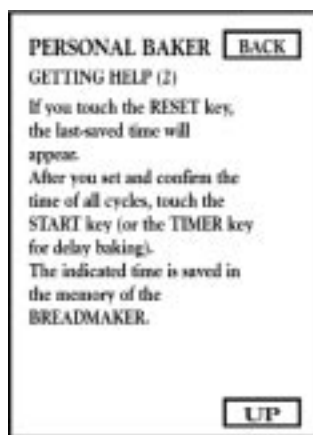 PERSONAL BAKER BACK
GETTING HELP (2)
If you touch the RESET key,
the last-saved time will
appear.
After you set and confirm the
time of all cycles, touch the
START key (or the TIMER key
for delay baking).
The indicated time is saved in
the memory of the
BREADMAKER.
UP